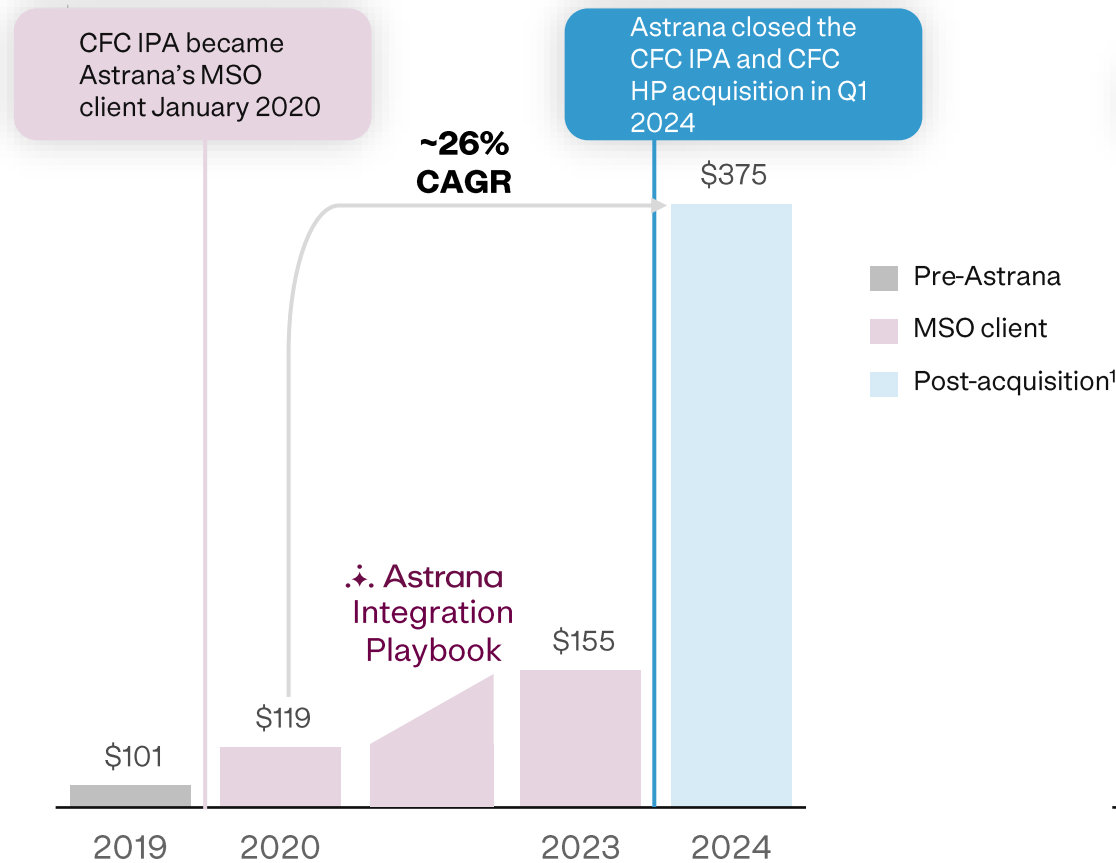 CFC IPA became
Astrana's MSO
client January 2020
Astrana closed the
CFC IPA and CFC
HP acquisition in Q1
2024
~26%
CAGR
$375
Pre-Astrana
MSO client
Post-acquisition¹
Astrana
Integration
Playbook
$155
$119
$101
2019
2020
2023
2024